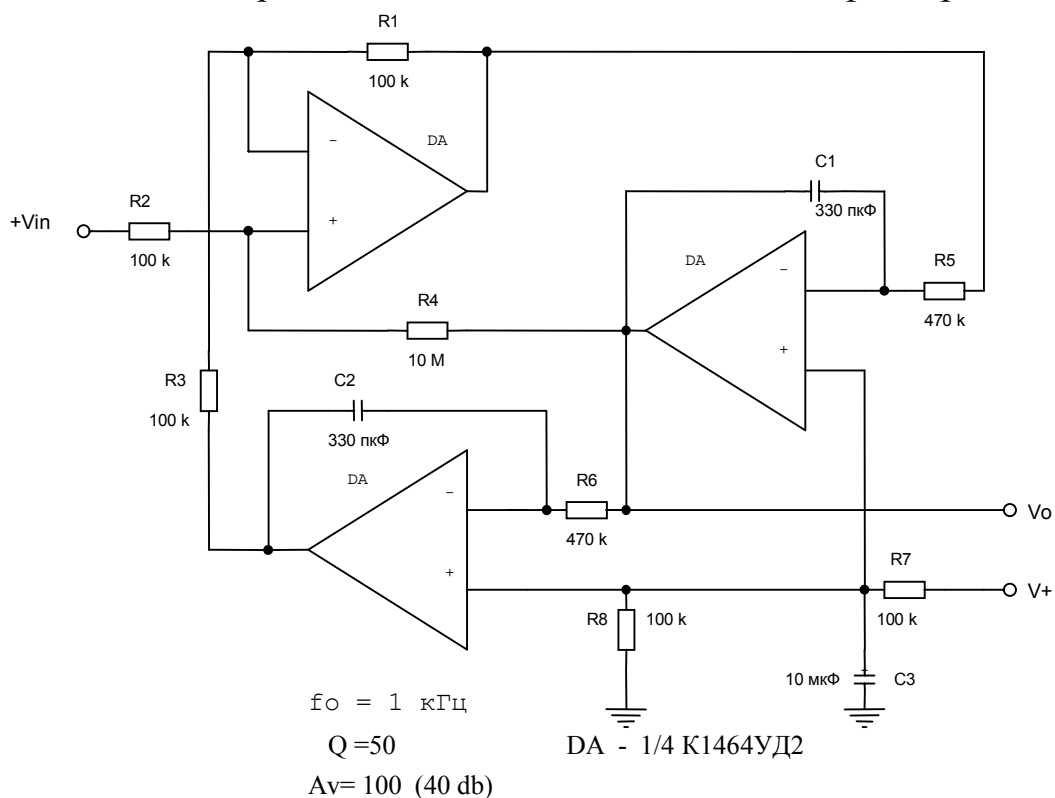 R1
100 k
DA
-
+
R2
+Vin
100 k
C1
330 пкФ
DA
-
+
R5
470 k
R4
10 M
R3
100 k
C2
330 пкФ
DA
-
+
R6
470 k
Vo
R7
V+
R8
100 k
100 k
10 мкФ
+
C3
fo = 1 кГц
Q =50
DA - 1/4 К1464УД2
Av= 100 (40 db)